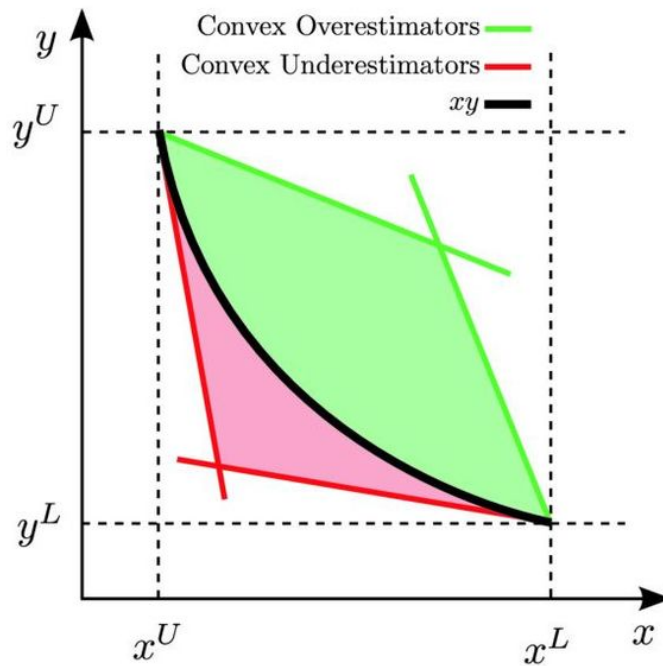 Convex Overestimators
y
Convex Underestimators
xy
y^U
y^L
x^U
x^L
x